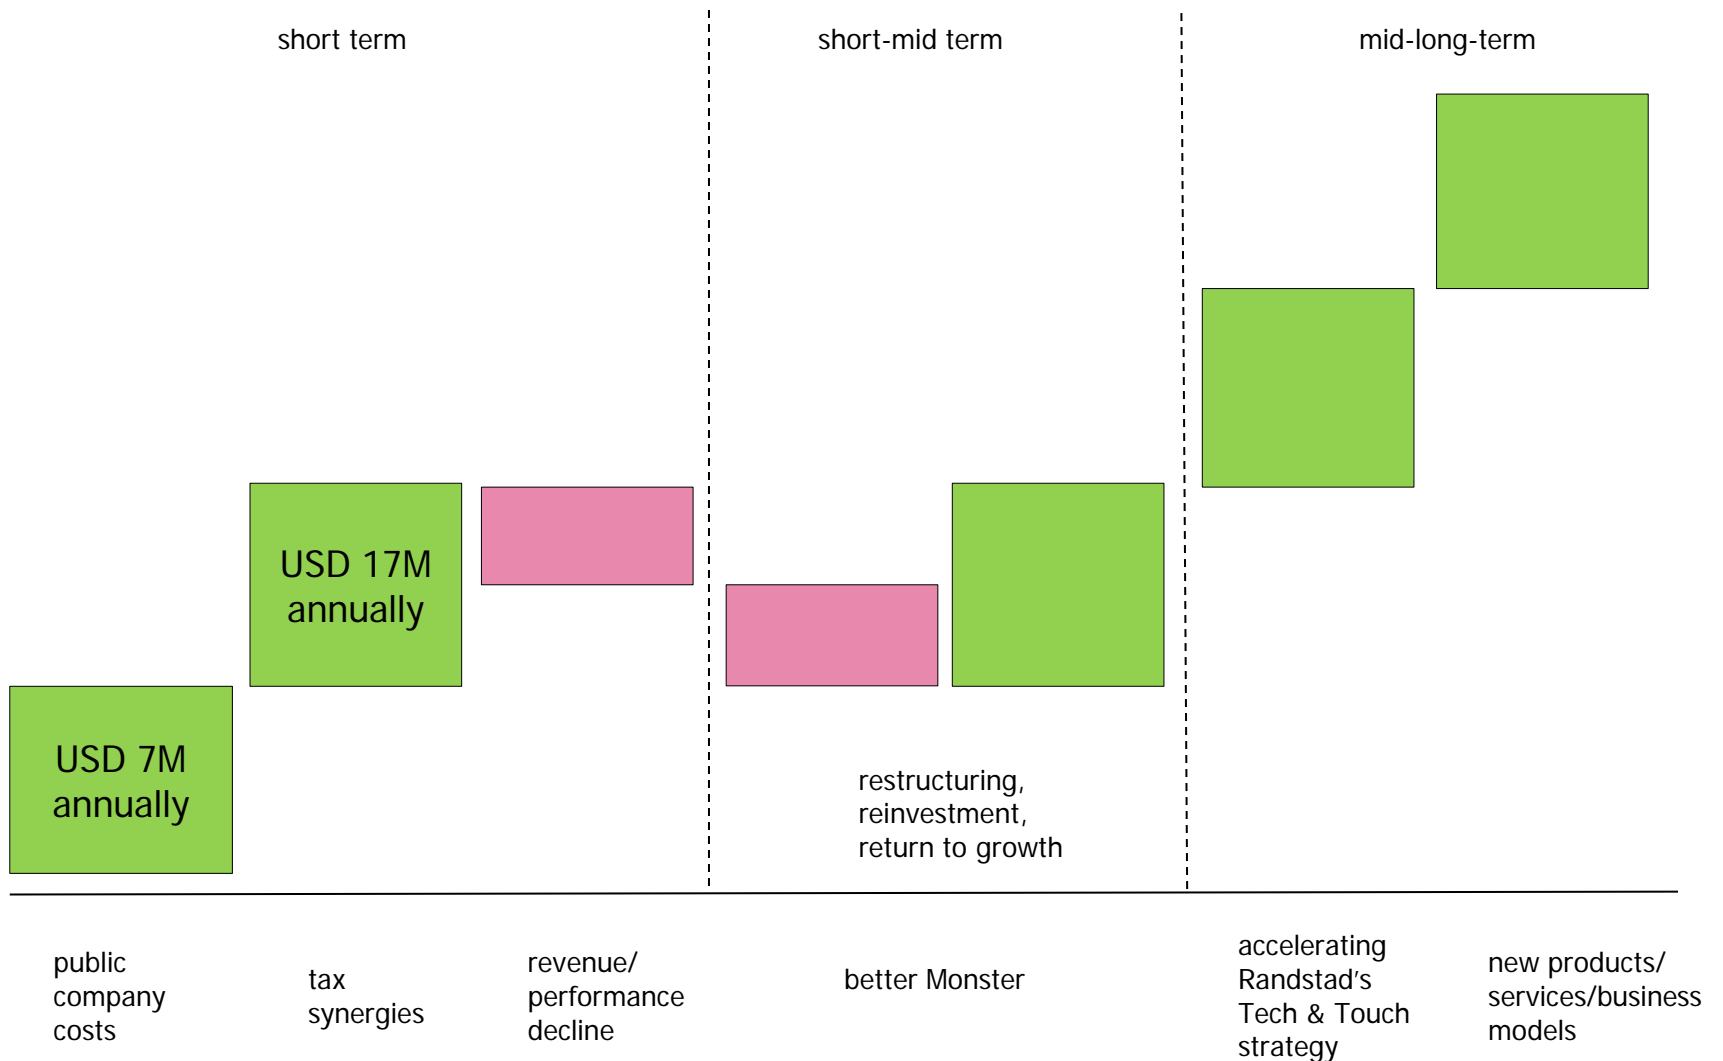 short term
short-mid term
mid-long-term
USD 17M
annually
USD 7M
annually
restructuring,
reinvestment,
return to growth
public
company
costs
tax
synergies
revenue/
performance
decline
better Monster
accelerating
Randstad's
Tech & Touch
strategy
new products/
services/business
models